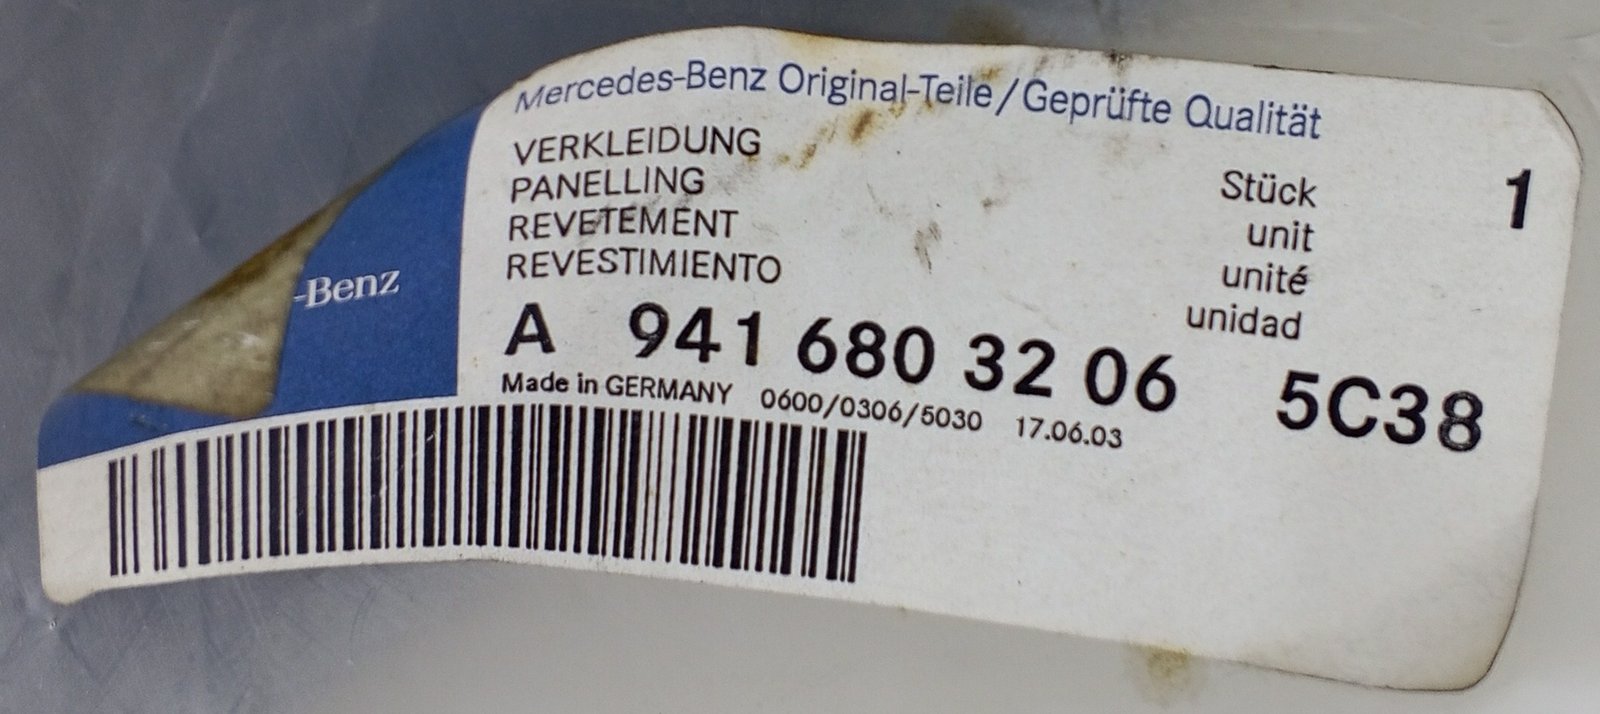 Mercedes-Benz Original-Teile/Geprüfte Qualität
VERKLEIDUNG
PANELLING
REVETEMENT
REVESTIMIENTO
Stück 1
unit
unité
unidad
-Benz
A 941 680 32 06 5C38
Made in GERMANY 0600/0306/5030 17.06.03